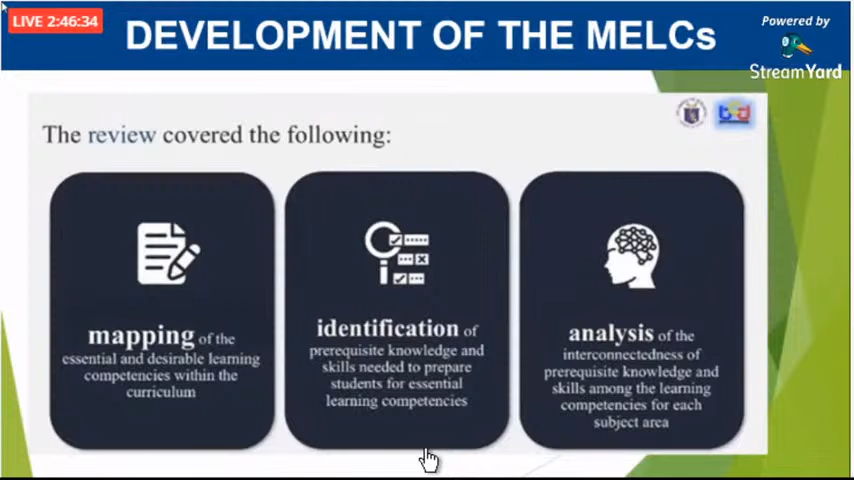 LIVE 2:46:34
DEVELOPMENT OF THE MELCs
Powered by
StreamYard
The review covered the following:
mapping of the
essential and desirable learning
competencies within the
curriculum
identification of
prerequisite knowledge and
skills needed to prepare
students for essential
learning competencies
analysis of the
interconnectedness of
prerequisite knowledge and
skills among the learning
competencies for each
subject area